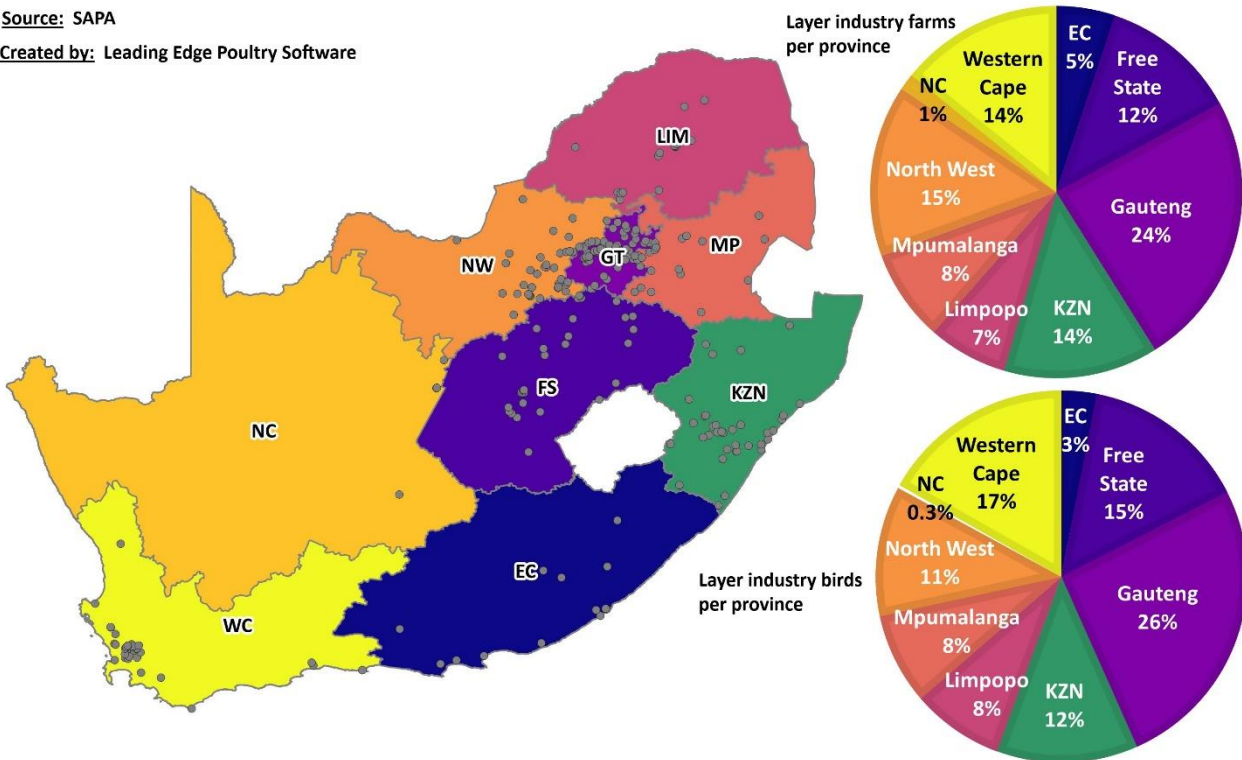 Source: SAPA
Created by: Leading Edge Poultry Software
LIM
NW
GT
MP
FS
KZN
NC
EC
WC
Layer industry farms
per province
EC
5%
Free
State
12%
Gauteng
24%
KZN
14%
Limpopo
7%
Mpumalanga
8%
North West
15%
NC
1%
Western
Cape
14%
Layer industry birds
per province
EC
3%
Free
State
15%
Gauteng
26%
KZN
12%
Limpopo
8%
Mpumalanga
8%
North West
11%
NC
0.3%
Western
Cape
17%